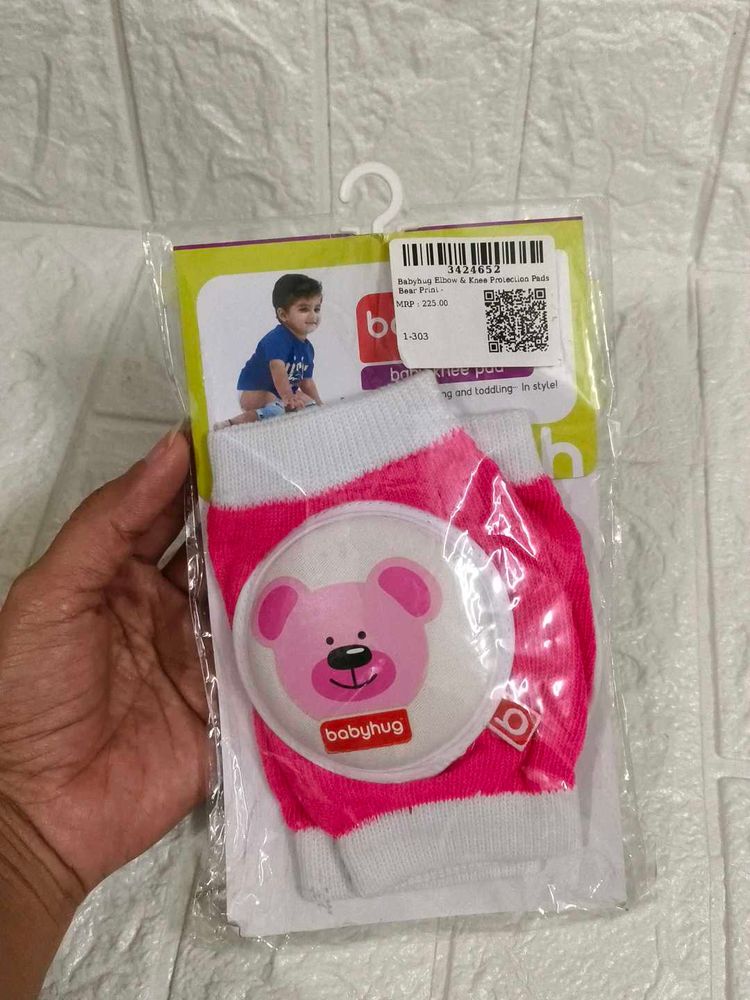 3424652
Babyhug Elbow & Knee Protection Pads
Bear Print -
MRP : 225.00
1-303
knee pad
ng and toddling~ In style!
h
babyhug
b